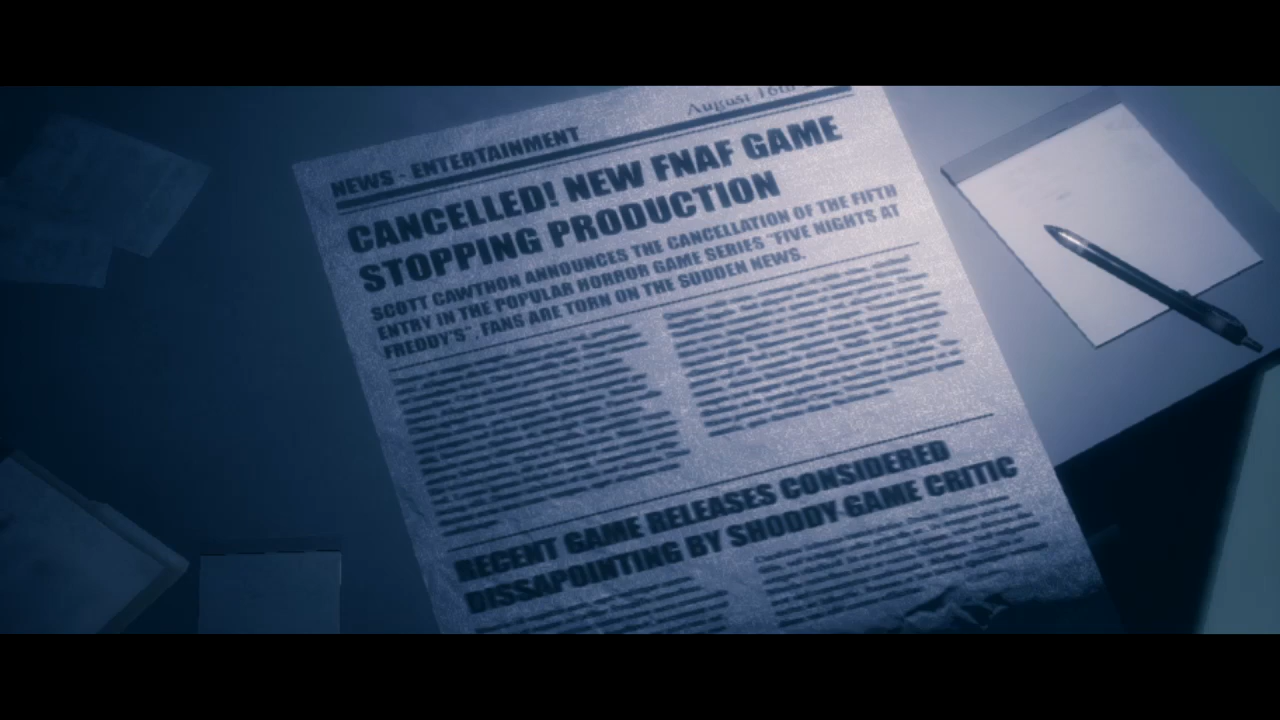 August 16th
NEWS - ENTERTAINMENT
CANCELLED! NEW FNAF GAME
STOPPING PRODUCTION
SCOTT CAWTHON ANNOUNCES THE CANCELLATION OF THE FIFTH
ENTRY IN THE POPULAR HORROR GAME SERIES "FIVE NIGHTS AT
FREDDY'S", FANS ARE TORN ON THE SUDDEN NEWS.
RECENT GAME RELEASES CONSIDERED
DISSAPOINTING BY SHODDY GAME CRITIC